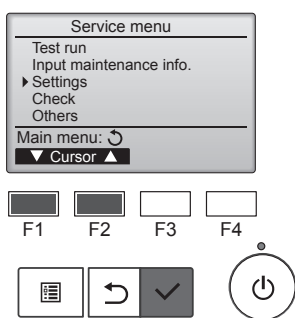 Service menu
Test run
Input maintenance info.
Settings
Check
Others
Main menu:
Cursor
F1 F2 F3 F4